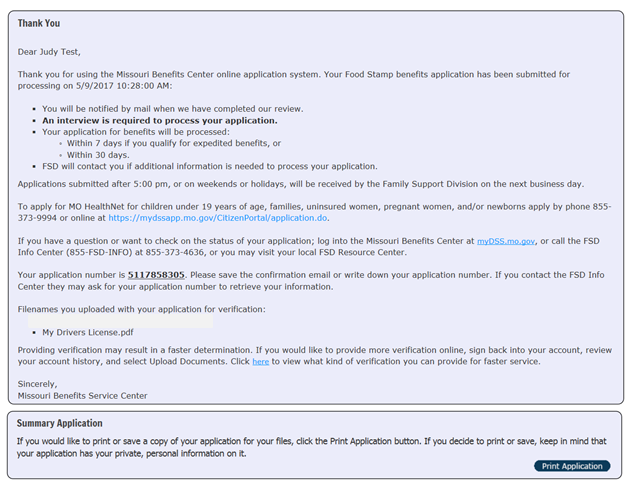 Thank You
Dear Judy Test,
Thank you for using the Missouri Benefits Center online application system. Your Food Stamp benefits application has been submitted for
processing on 5/9/2017 10:28:00 AM:
• You will be notified by mail when we have completed our review.
• An interview is required to process your application.
• Your application for benefits will be processed:
◦ Within 7 days if you qualify for expedited benefits, or
◦ Within 30 days.
• FSD will contact you if additional information is needed to process your application.
Applications submitted after 5:00 pm, or on weekends or holidays, will be received by the Family Support Division on the next business day.
To apply for MO HealthNet for children under 19 years of age, families, uninsured women, pregnant women, and/or newborns apply by phone 855-
373-9994 or online at https://mydssapp.mo.gov/CitizenPortal/application.do.
If you have a question or want to check on the status of your application; log into the Missouri Benefits Center at myDSS.mo.gov, or call the FSD
Info Center (855-FSD-INFO) at 855-373-4636, or you may visit your local FSD Resource Center.
Your application number is 5117858305. Please save the confirmation email or write down your application number. If you contact the FSD Info
Center they may ask for your application number to retrieve your information.
Filenames you uploaded with your application for verification:
• My Drivers License.pdf
Providing verification may result in a faster determination. If you would like to provide more verification online, sign back into your account, review
your account history, and select Upload Documents. Click here to view what kind of verification you can provide for faster service.
Sincerely,
Missouri Benefits Service Center
Summary Application
If you would like to print or save a copy of your application for your files, click the Print Application button. If you decide to print or save, keep in mind that
your application has your private, personal information on it.
Print Application